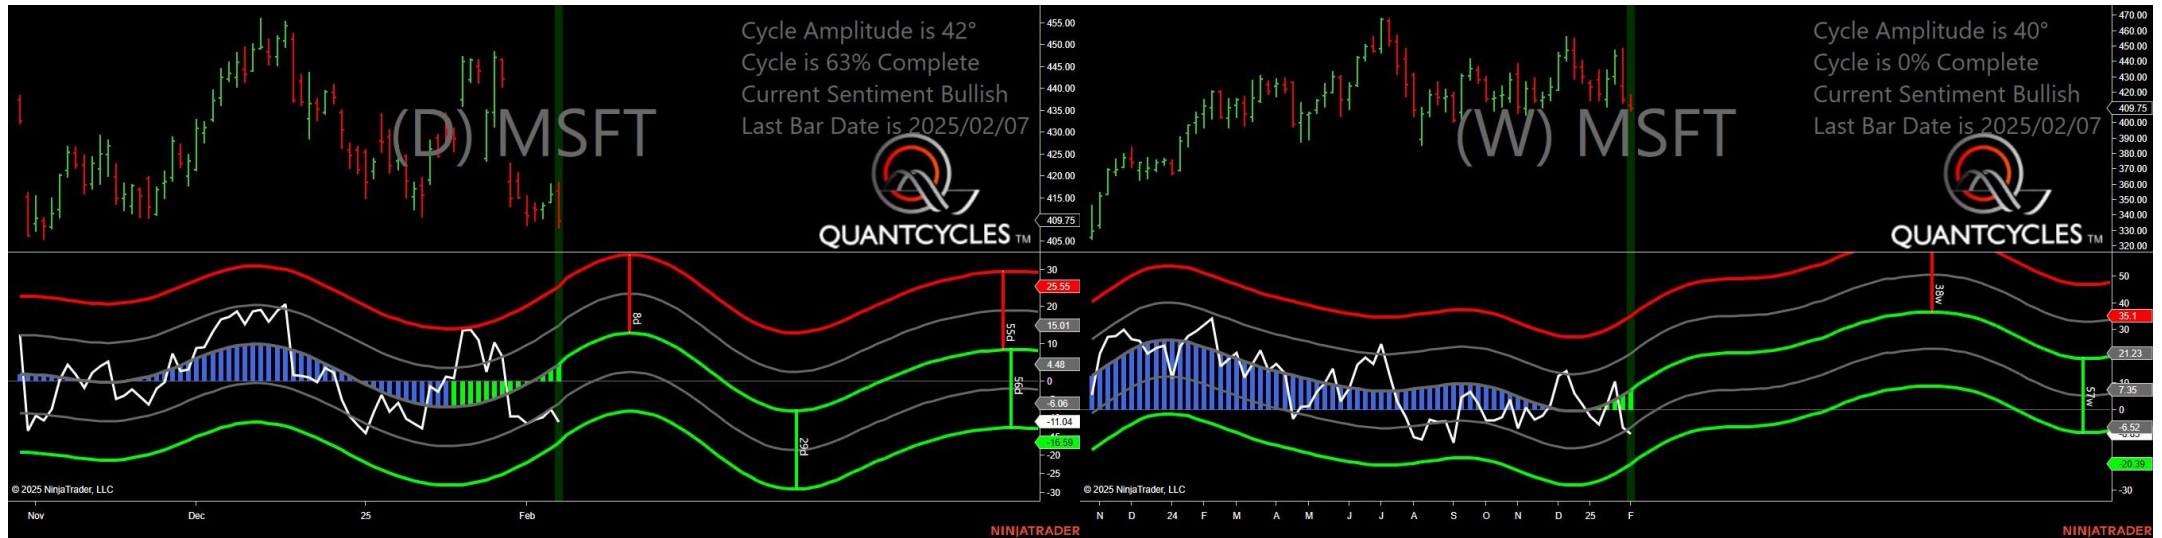 Cycle Amplitude is 42°
Cycle is 63% Complete
Current Sentiment Bullish
Last Bar Date is 2025/02/07
(D) MSFT
QUANTCYCLES TM
455.00
450.00
445.00
440.00
435.00
430.00
425.00
420.00
415.00
409.75
405.00
30
25.55
20
15.01
10
4.48
0
-6.06
-11.04
-16.59
-20
-25
-30
8d
29d
55d
56d
© 2025 NinjaTrader, LLC
Nov Dec 25 Feb
NINJATRADER
Cycle Amplitude is 40°
Cycle is 0% Complete
Current Sentiment Bullish
Last Bar Date is 2025/02/07
(W) MSFT
QUANTCYCLES TM
470.00
460.00
450.00
440.00
430.00
420.00
409.75
400.00
390.00
380.00
370.00
360.00
350.00
340.00
330.00
320.00
50
40
35.1
30
21.23
10
7.35
0
-6.52
-20.39
-30
38w
57w
© 2025 NinjaTrader, LLC
N D 24 F M A M J J A S O N D 25 F
NINJATRADER